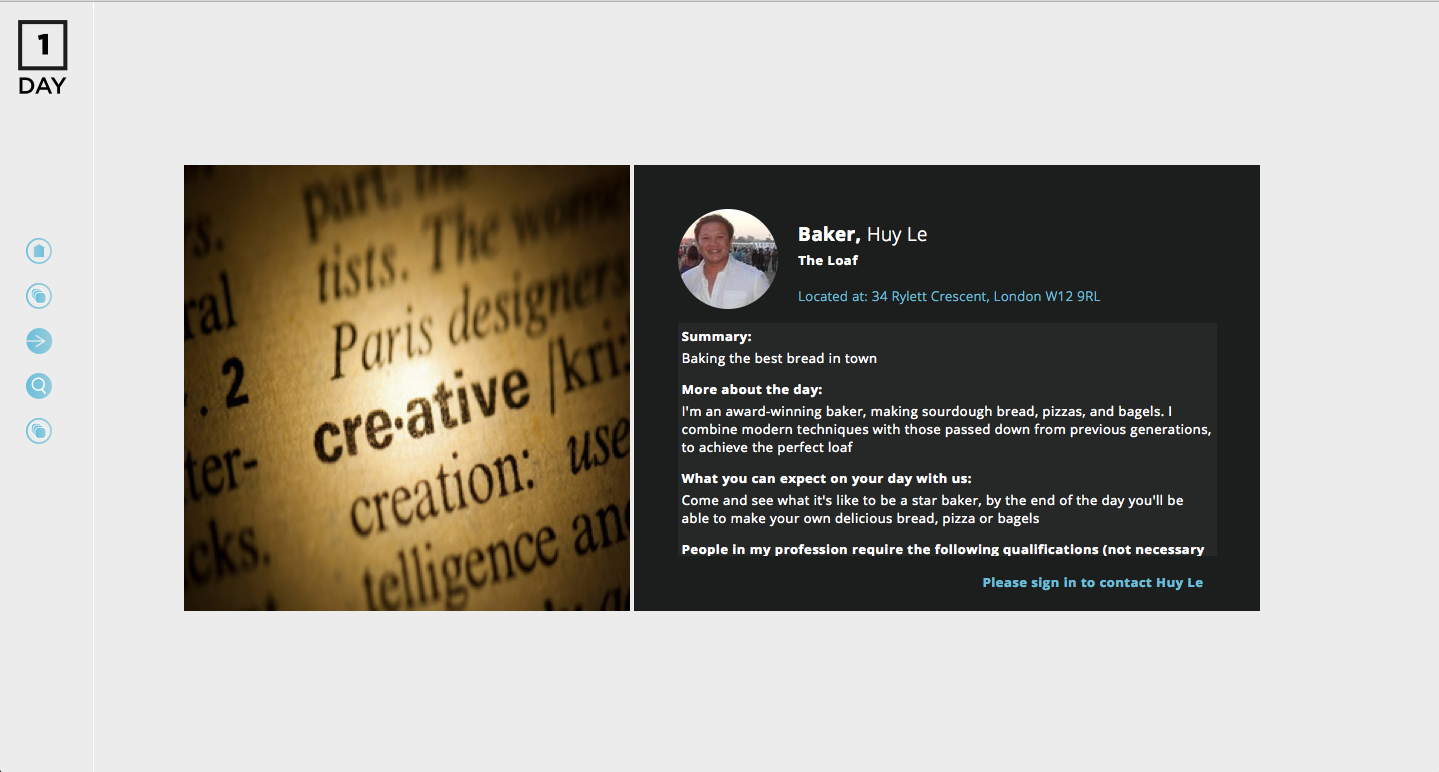 1
DAY
part: the
s. tists. The wome
ral Paris designers
. 2 cre·ative /kri:
ter- creation: use
cks. telligence and
Baker, Huy Le
The Loaf
Located at: 34 Rylett Crescent, London W12 9RL
Summary:
Baking the best bread in town
More about the day:
I'm an award-winning baker, making sourdough bread, pizzas, and bagels. I
combine modern techniques with those passed down from previous generations,
to achieve the perfect loaf
What you can expect on your day with us:
Come and see what it's like to be a star baker, by the end of the day you'll be
able to make your own delicious bread, pizza or bagels
People in my profession require the following qualifications (not necessary
Please sign in to contact Huy Le